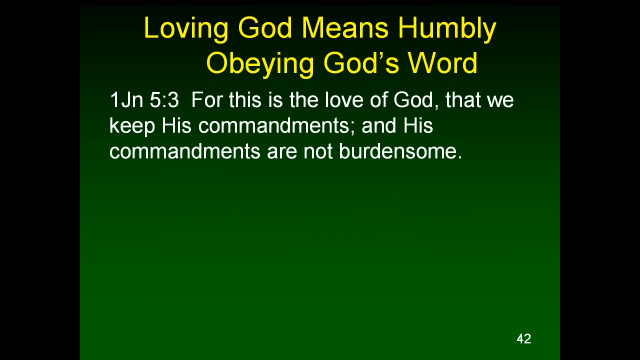 Loving God Means Humbly
Obeying God's Word
1Jn 5:3  For this is the love of God, that we
keep His commandments; and His
commandments are not burdensome.
42